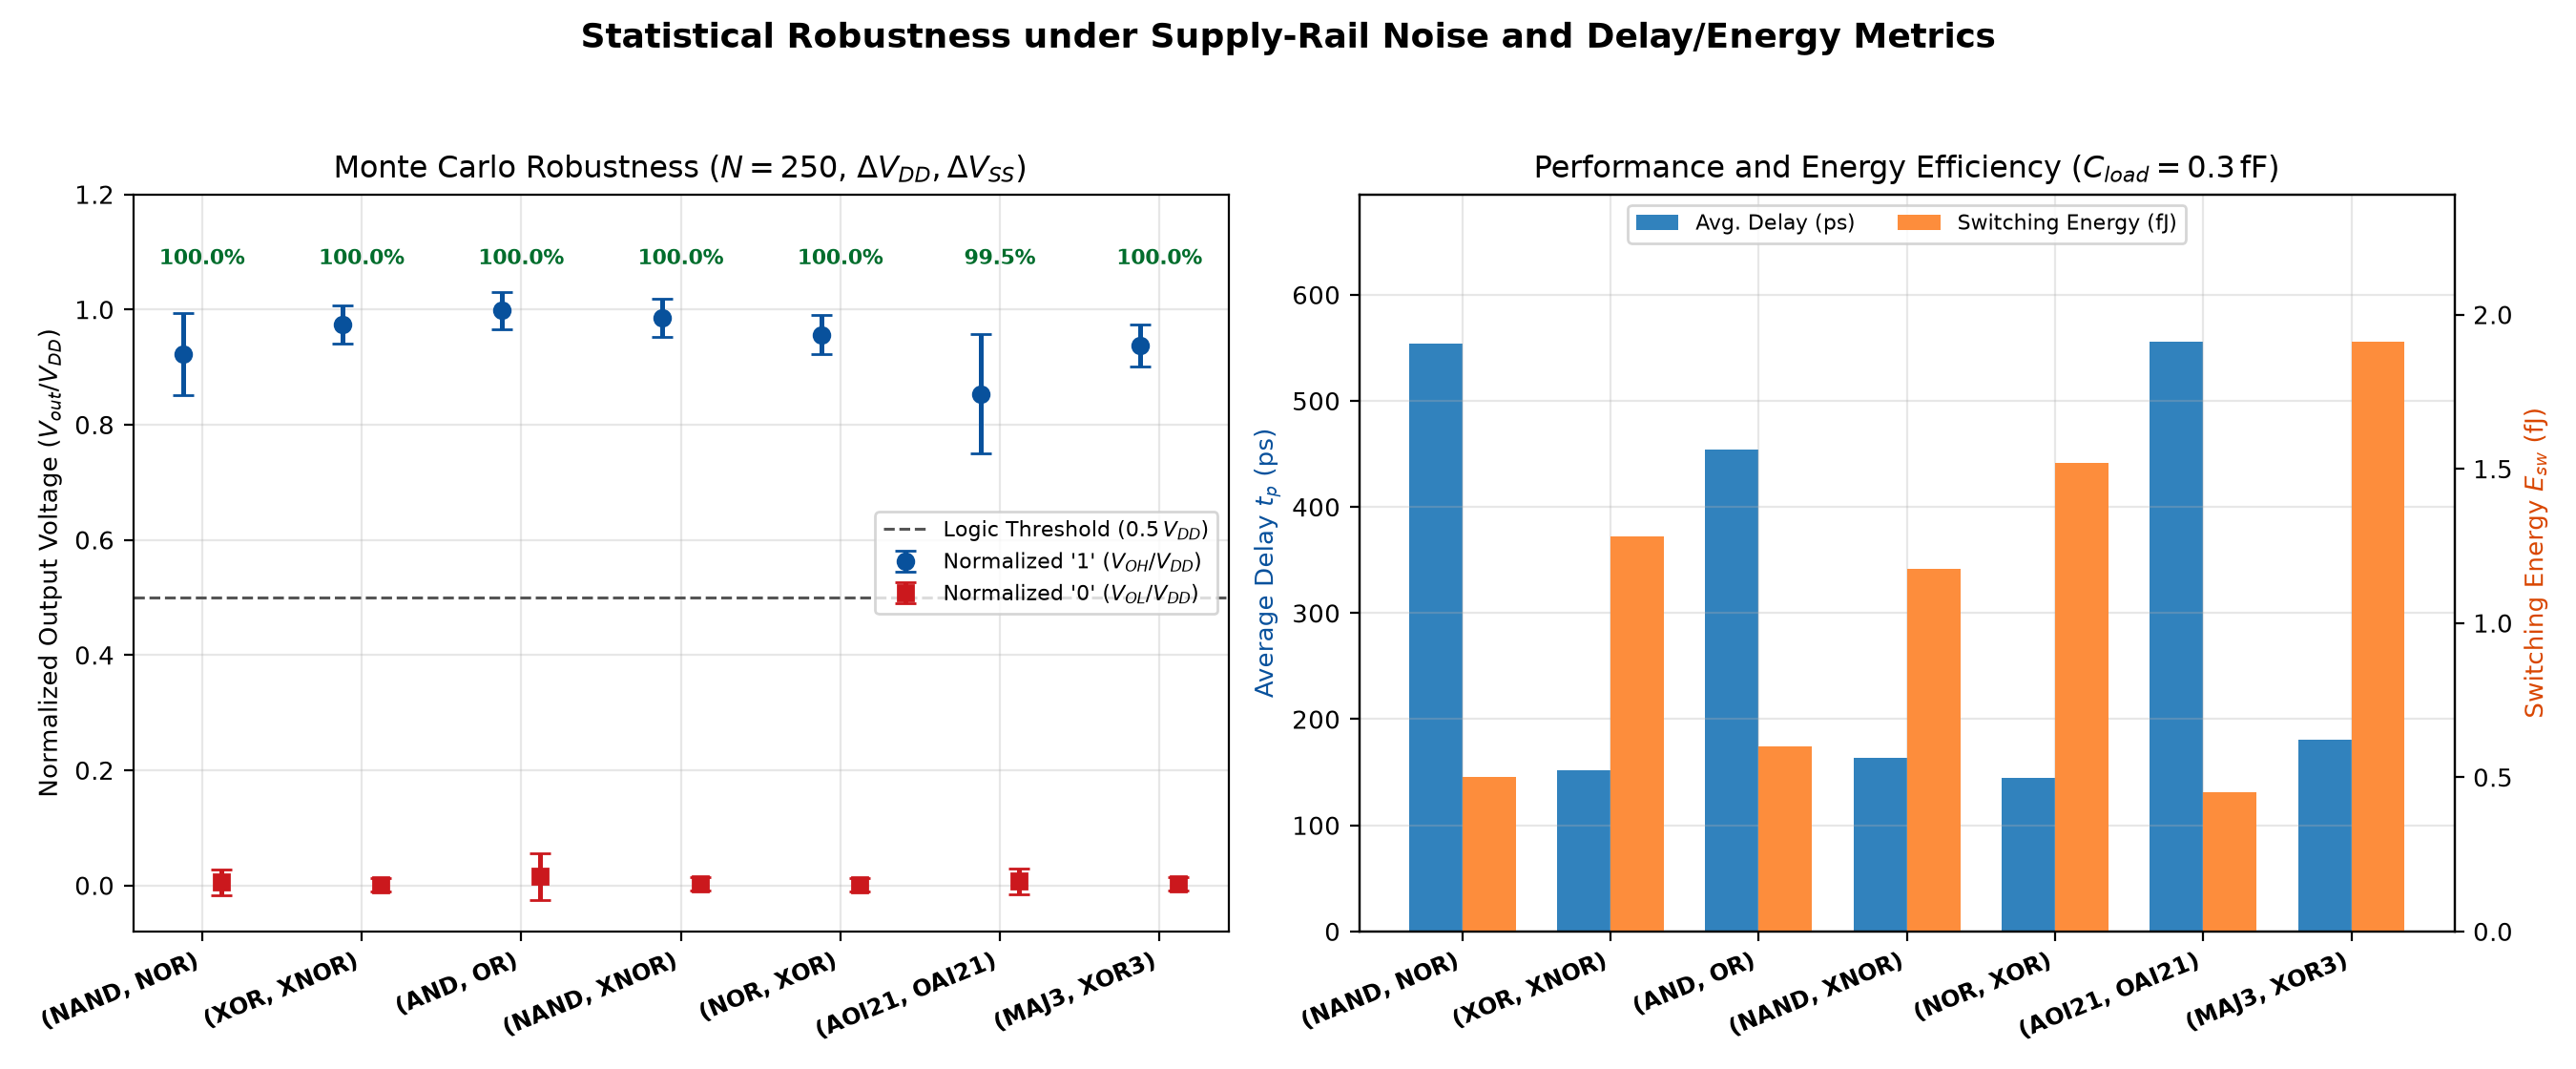 Statistical Robustness under Supply-Rail Noise and Delay/Energy Metrics
Monte Carlo Robustness (N = 250, ΔV_DD, ΔV_SS)
Normalized Output Voltage (V_out/V_DD)
1.2
1.0
0.8
0.6
0.4
0.2
0.0
100.0%
100.0%
100.0%
100.0%
100.0%
99.5%
100.0%
Logic Threshold (0.5 V_DD)
Normalized '1' (V_OH/V_DD)
Normalized '0' (V_OL/V_DD)
(NAND, NOR)
(XOR, XNOR)
(AND, OR)
(NAND, XNOR)
(NOR, XOR)
(AOI21, OAI21)
(MAJ3, XOR3)
Performance and Energy Efficiency (C_load = 0.3 fF)
Avg. Delay (ps)
Switching Energy (fJ)
Average Delay t_p (ps)
600
500
400
300
200
100
0
2.0
1.5
1.0
0.5
0.0
Switching Energy E_sw (fJ)
(NAND, NOR)
(XOR, XNOR)
(AND, OR)
(NAND, XNOR)
(NOR, XOR)
(AOI21, OAI21)
(MAJ3, XOR3)